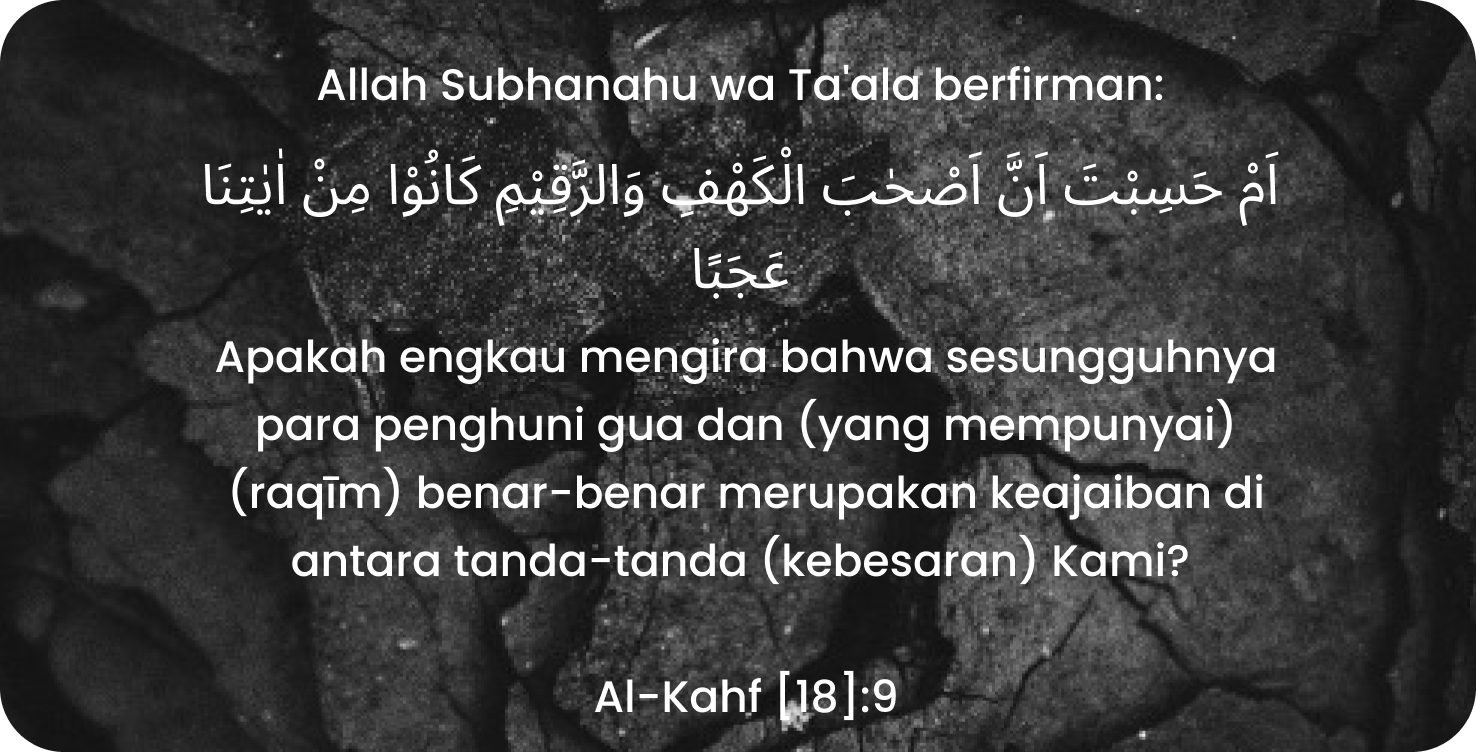 Allah Subhanahu wa Ta'ala berfirman:
اَمْ حَسِبْتَ اَنَّ اَصْحٰبَ الْكَهْفِ وَالرَّقِيْمِ كَانُوْا مِنْ اٰيٰتِنَا
عَجَبًا
Apakah engkau mengira bahwa sesungguhnya
para penghuni gua dan (yang mempunyai)
(raqīm) benar-benar merupakan keajaiban di
antara tanda-tanda (kebesaran) Kami?
Al-Kahf [18]:9